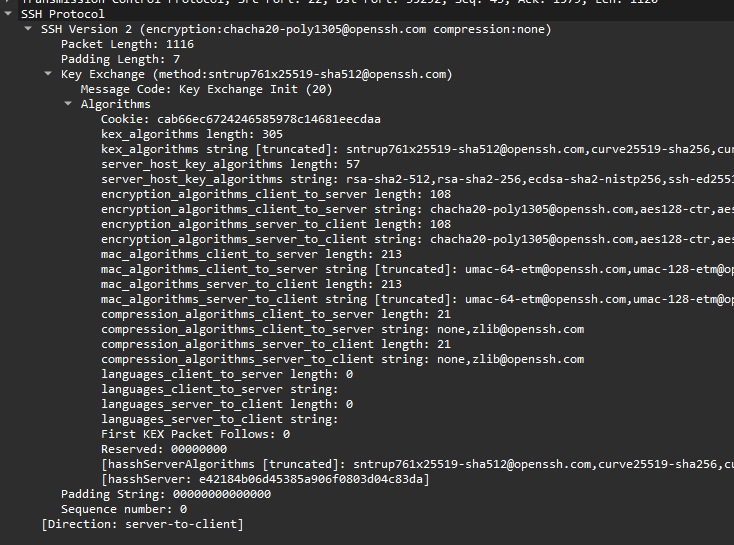 Transmission Control Protocol, Src Port: 22, Dst Port: Seq: Ack: Len: 1120
SSH Protocol
SSH Version 2 (encryption:chacha20-poly1305@openssh.com compression:none)
Packet Length: 1116
Padding Length: 7
Key Exchange (method:sntrup761x25519-sha512@openssh.com)
Message Code: Key Exchange Init (20)
Algorithms
Cookie: cab66ec6724246585978c14681eecdaa
kex_algorithms length: 305
kex_algorithms string [truncated]: sntrup761x25519-sha512@openssh.com,curve25519-sha256,cu
server_host_key_algorithms length: 57
server_host_key_algorithms string: rsa-sha2-512,rsa-sha2-256,ecdsa-sha2-nistp256,ssh-ed2551
encryption_algorithms_client_to_server length: 108
encryption_algorithms_client_to_server string: chacha20-poly1305@openssh.com,aes128-ctr,aes
encryption_algorithms_server_to_client length: 108
encryption_algorithms_server_to_client string: chacha20-poly1305@openssh.com,aes128-ctr,aes
mac_algorithms_client_to_server length: 213
mac_algorithms_client_to_server string [truncated]: umac-64-etm@openssh.com,umac-128-etm@op
mac_algorithms_server_to_client length: 213
mac_algorithms_server_to_client string [truncated]: umac-64-etm@openssh.com,umac-128-etm@op
compression_algorithms_client_to_server length: 21
compression_algorithms_client_to_server string: none,zlib@openssh.com
compression_algorithms_server_to_client length: 21
compression_algorithms_server_to_client string: none,zlib@openssh.com
languages_client_to_server length: 0
languages_client_to_server string:
languages_server_to_client length: 0
languages_server_to_client string:
First KEX Packet Follows: 0
Reserved: 00000000
[hasshServerAlgorithms [truncated]: sntrup761x25519-sha512@openssh.com,curve25519-sha256,cu
[hasshServer: e42184b06d45385a906f0803d04c83da]
Padding String: 00000000000000
Sequence number: 0
[Direction: server-to-client]